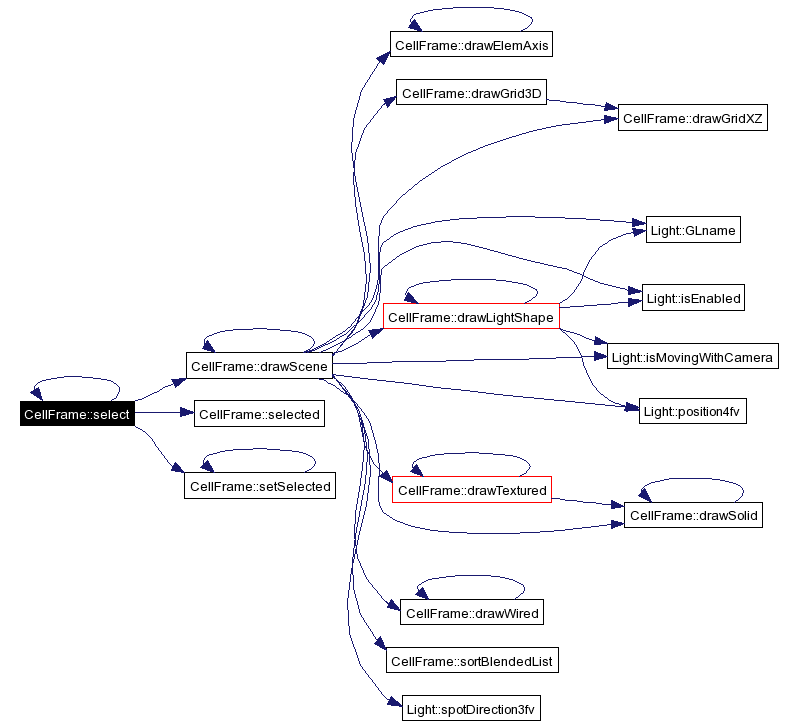 CellFrame::drawElemAxis
CellFrame::drawGrid3D
CellFrame::drawGridXZ
Light::GLname
Light::isEnabled
CellFrame::drawLightShape
Light::isMovingWithCamera
CellFrame::drawScene
CellFrame::select
CellFrame::selected
Light::position4fv
CellFrame::setSelected
CellFrame::drawTextured
CellFrame::drawSolid
CellFrame::drawWired
CellFrame::sortBlendedList
Light::spotDirection3fv